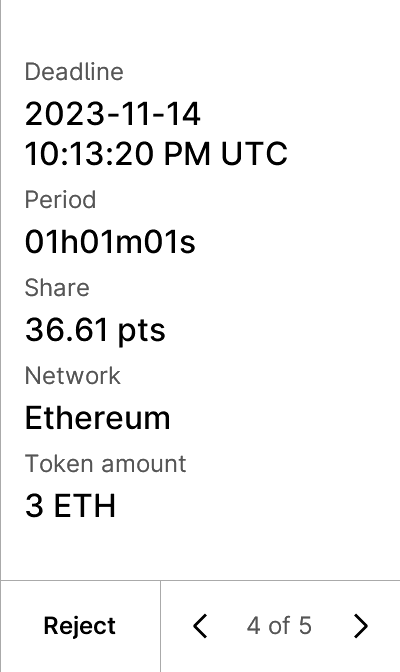 Deadline
2023-11-14
10:13:20 PM UTC
Period
01h01m01s
Share
36.61 pts
Network
Ethereum
Token amount
3 ETH
Reject
4 of 5